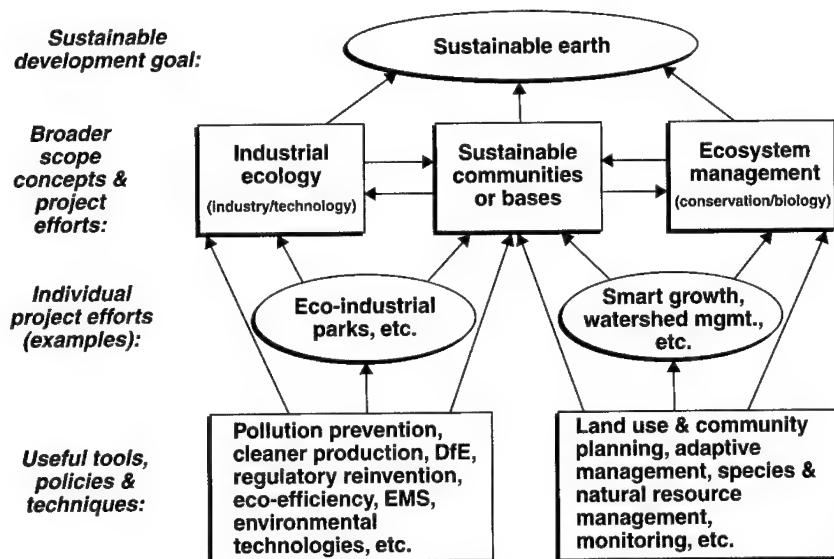 Sustainable
development goal:
Sustainable earth
Broader
scope
concepts &
project
efforts:
Industrial
ecology
(industry/technology)
Sustainable
communities
or bases
Ecosystem
management
(conservation/biology)
Individual
project efforts
(examples):
Eco-industrial
parks, etc.
Smart growth,
watershed mgmt.,
etc.
Useful tools,
policies &
techniques:
Pollution prevention,
cleaner production, DfE,
regulatory reinvention,
eco-efficiency, EMS,
environmental
technologies, etc.
Land use & community
planning, adaptive
management, species &
natural resource
management,
monitoring, etc.